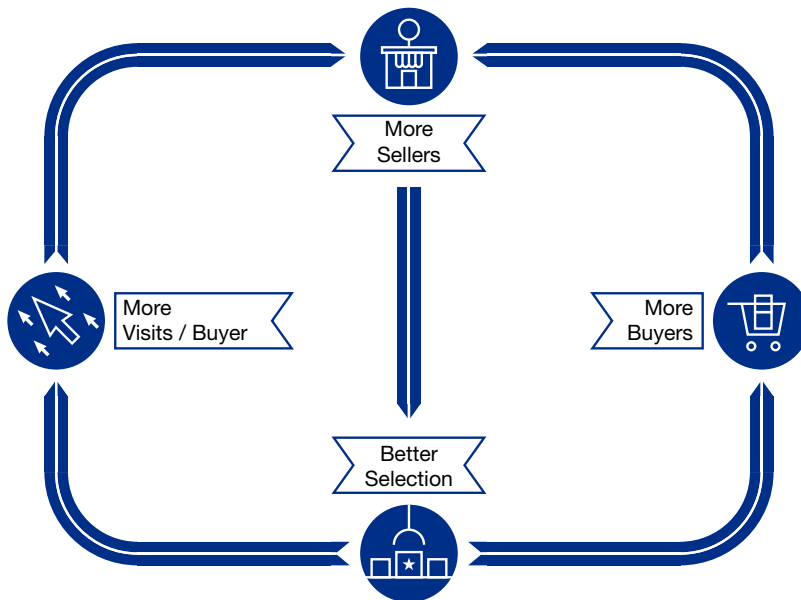 More
Sellers
More
Visits / Buyer
More
Buyers
Better
Selection